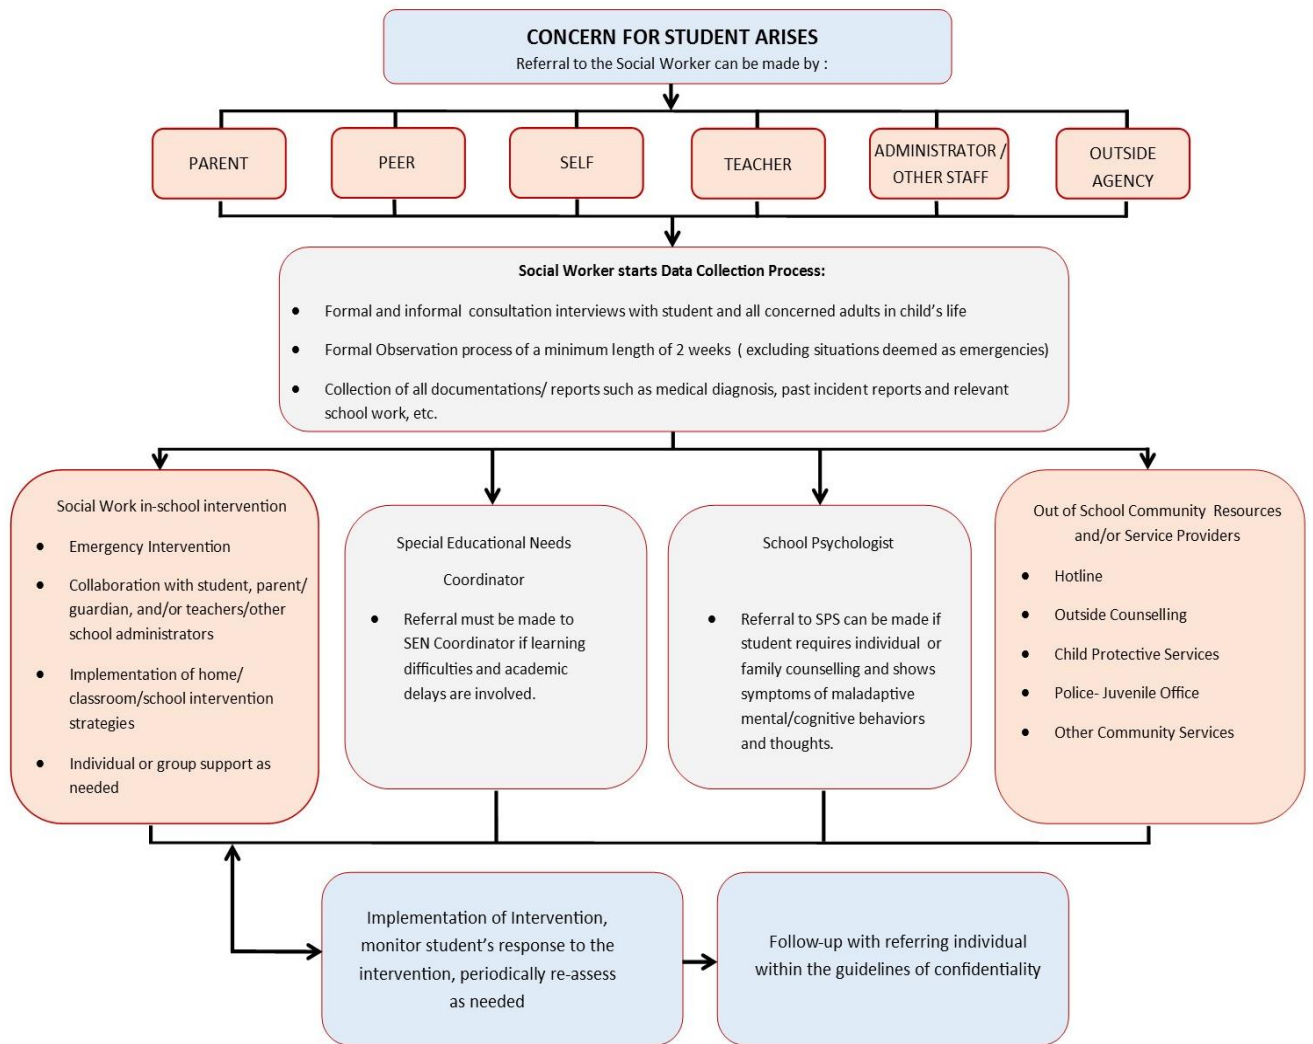 CONCERN FOR STUDENT ARISES
Referral to the Social Worker can be made by :
PARENT
PEER
SELF
TEACHER
ADMINISTRATOR /
OTHER STAFF
OUTSIDE
AGENCY
Social Worker starts Data Collection Process:
● Formal and informal consultation interviews with student and all concerned adults in child’s life
● Formal Observation process of a minimum length of 2 weeks ( excluding situations deemed as emergencies)
● Collection of all documentations/ reports such as medical diagnosis, past incident reports and relevant
school work, etc.
Social Work in-school intervention
● Emergency Intervention
● Collaboration with student, parent/
guardian, and/or teachers/other
school administrators
● Implementation of home/
classroom/school intervention
strategies
● Individual or group support as
needed
Special Educational Needs
Coordinator
● Referral must be made to
SEN Coordinator if learning
difficulties and academic
delays are involved.
School Psychologist
● Referral to SPS can be made if
student requires individual or
family counselling and shows
symptoms of maladaptive
mental/cognitive behaviors
and thoughts.
Out of School Community Resources
and/or Service Providers
● Hotline
● Outside Counselling
● Child Protective Services
● Police- Juvenile Office
● Other Community Services
Implementation of Intervention,
monitor student’s response to the
intervention, periodically re-assess
as needed
Follow-up with referring individual
within the guidelines of confidentality